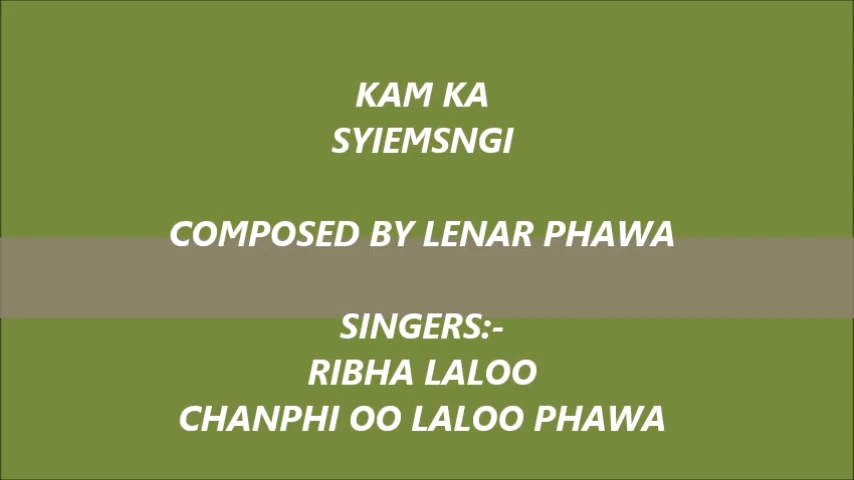 KAM KA
SYIEMSNGI
COMPOSED BY LENAR PHAWA
SINGERS:-
RIBHA LALOO
CHANPHI OO LALOO PHAWA